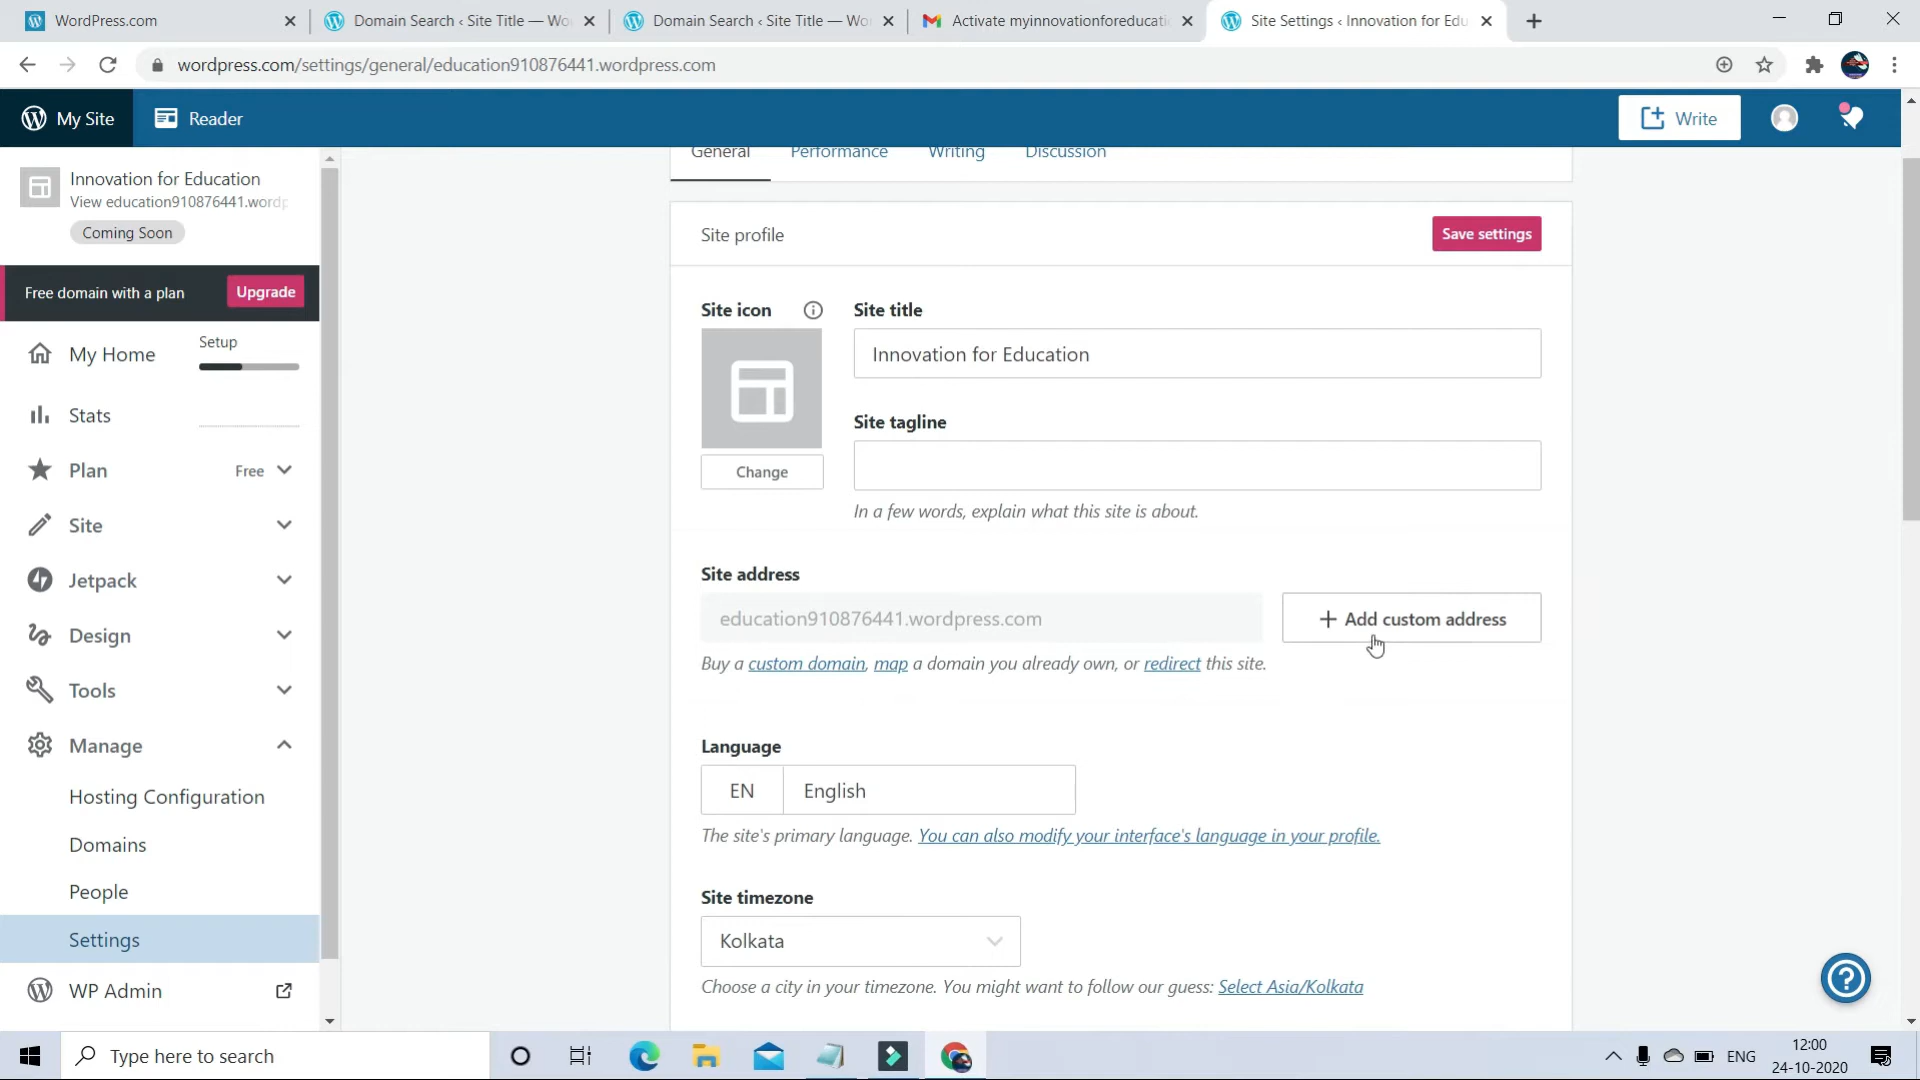 WordPress.com
Domain Search ‹ Site Title — Wo
Domain Search ‹ Site Title — Wor
Activate myinnovationforeducati
Site Settings ‹ Innovation for Edu
wordpress.com/settings/general/education910876441.wordpress.com
My Site
Reader
Write
Innovation for Education
View education910876441.wordp
Coming Soon
Free domain with a plan
Upgrade
My Home
Setup
Stats
Plan
Free
Site
Jetpack
Design
Tools
Manage
Hosting Configuration
Domains
People
Settings
WP Admin
General
Performance
Writing
Discussion
Site profile
Save settings
Site icon
Change
Site title
Innovation for Education
Site tagline
In a few words, explain what this site is about.
Site address
education910876441.wordpress.com
+ Add custom address
Buy a custom domain, map a domain you already own, or redirect this site.
Language
EN
English
The site's primary language. You can also modify your interface's language in your profile.
Site timezone
Kolkata
Choose a city in your timezone. You might want to follow our guess: Select Asia/Kolkata
Type here to search
ENG
12:00
24-10-2020